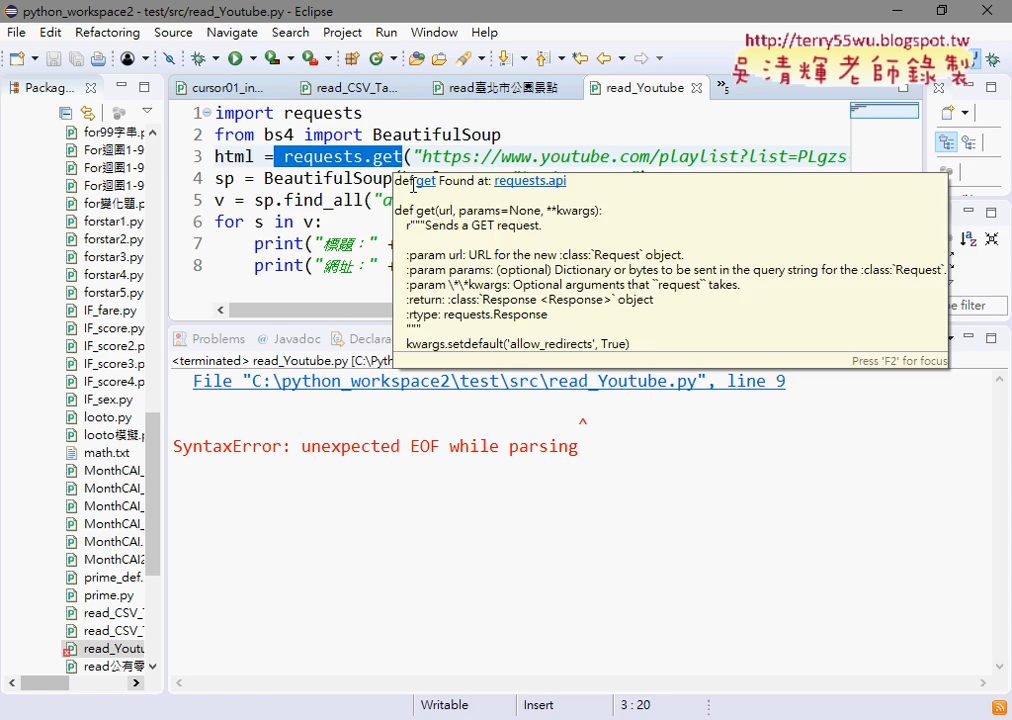 python_workspace2 - test/src/read_Youtube.py - Eclipse
File Edit Refactoring Source Navigate Search Project Run Window Help
http://terry55wu.blogspot.tw
吳清輝老師錄製
Packag...
cursor01_in...
read_CSV_Ta...
read臺北市公園景點
read_Youtube
5
1 import requests
2 from bs4 import BeautifulSoup
3 html = requests.get("https://www.youtube.com/playlist?list=PLgzs
4 sp = BeautifulSoup
5 v = sp.find_all("a
6 for s in v:
7 print("標題：" +
8 print("網址：" +
def get Found at: requests.api
def get(url, params=None, **kwargs):
r"""Sends a GET request.
:param url: URL for the new :class:`Request` object.
:param params: (optional) Dictionary or bytes to be sent in the query string for the :class:`Request`.
:param \*\*kwargs: Optional arguments that ``request`` takes.
:return: :class:`Response <Response>` object
:rtype: requests.Response
"""
kwargs.setdefault('allow_redirects', True)
Press 'F2' for focus
for99字串.p
For迴圈1-9
For迴圈1-9
For迴圈1-9
for變化題.p
forstar1.py
forstar2.py
forstar3.py
forstar4.py
forstar5.py
IF_fare.py
IF_score.py
IF_score2.p
IF_score3.p
IF_score4.p
IF_sex.py
looto.py
looto模擬.p
math.txt
MonthCAI_
MonthCAI_
MonthCAI_
MonthCAI_
MonthCAI.
MonthCAI2
prime_def.
prime.py
read_CSV_T
read_CSV_T
read_Youtu
read公有零
e filter
Problems
@ Javadoc
Declara
<terminated> read_Youtube.py [C:\Pyth
File "C:\python_workspace2\test\src\read_Youtube.py", line 9
^
SyntaxError: unexpected EOF while parsing
Writable
Insert
3 : 20